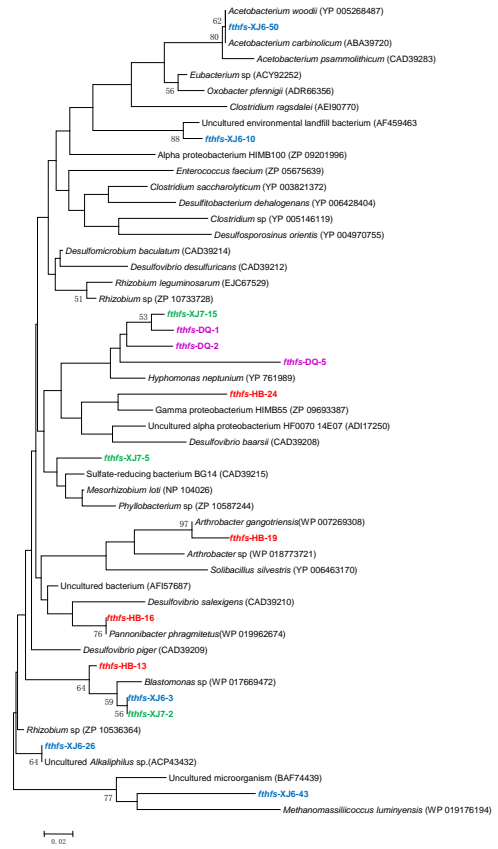 Acetobacterium woodii (YP 005268487)
62
fthfs-XJ6-50
80
Acetobacterium carbinolicum (ABA39720)
Acetobacterium psammolithicum (CAD39283)
Eubacterium sp (ACY92252)
56
Oxobacter pfennigii (ADR66356)
Clostridium ragsdalei (AEI90770)
Uncultured environmental landfill bacterium (AF459463
88
fthfs-XJ6-10
Alpha proteobacterium HIMB100 (ZP 09201996)
Enterococcus faecium (ZP 05675639)
Clostridium saccharolyticum (YP 003821372)
Desulfitobacterium dehalogenans (YP 006428404)
Clostridium sp (YP 005146119)
Desulfosporosinus orientis (YP 004970755)
Desulfomicrobium baculatum (CAD39214)
Desulfovibrio desulfuricans (CAD39212)
Rhizobium leguminosarum (EJC67529)
51
Rhizobium sp (ZP 10733728)
fthfs-XJ7-15
53
fthfs-DQ-1
fthfs-DQ-2
fthfs-DQ-5
Hyphomonas neptunium (YP 761989)
fthfs-HB-24
Gamma proteobacterium HIMB55 (ZP 09693387)
Uncultured alpha proteobacterium HF0070 14E07 (ADI17250)
Desulfovibrio baarsii (CAD39208)
fthfs-XJ7-5
Sulfate-reducing bacterium BG14 (CAD39215)
Mesorhizobium loti (NP 104026)
Phyllobacterium sp (ZP 10587244)
Arthrobacter gangotriensis(WP 007269308)
97
fthfs-HB-19
Arthrobacter sp (WP 018773721)
Solibacillus silvestris (YP 006463170)
Uncultured bacterium (AFI57687)
Desulfovibrio salexigens (CAD39210)
fthfs-HB-16
76
Pannonibacter phragmitetus(WP 019962674)
Desulfovibrio piger (CAD39209)
fthfs-HB-13
64
Blastomonas sp (WP 017669472)
59
fthfs-XJ6-3
56
fthfs-XJ7-2
Rhizobium sp (ZP 10536364)
fthfs-XJ6-26
64
Uncultured Alkaliphilus sp.(ACP43432)
Uncultured microorganism (BAF74439)
77
fthfs-XJ6-43
Methanomassiliicoccus luminyensis (WP 019176194)
0.02